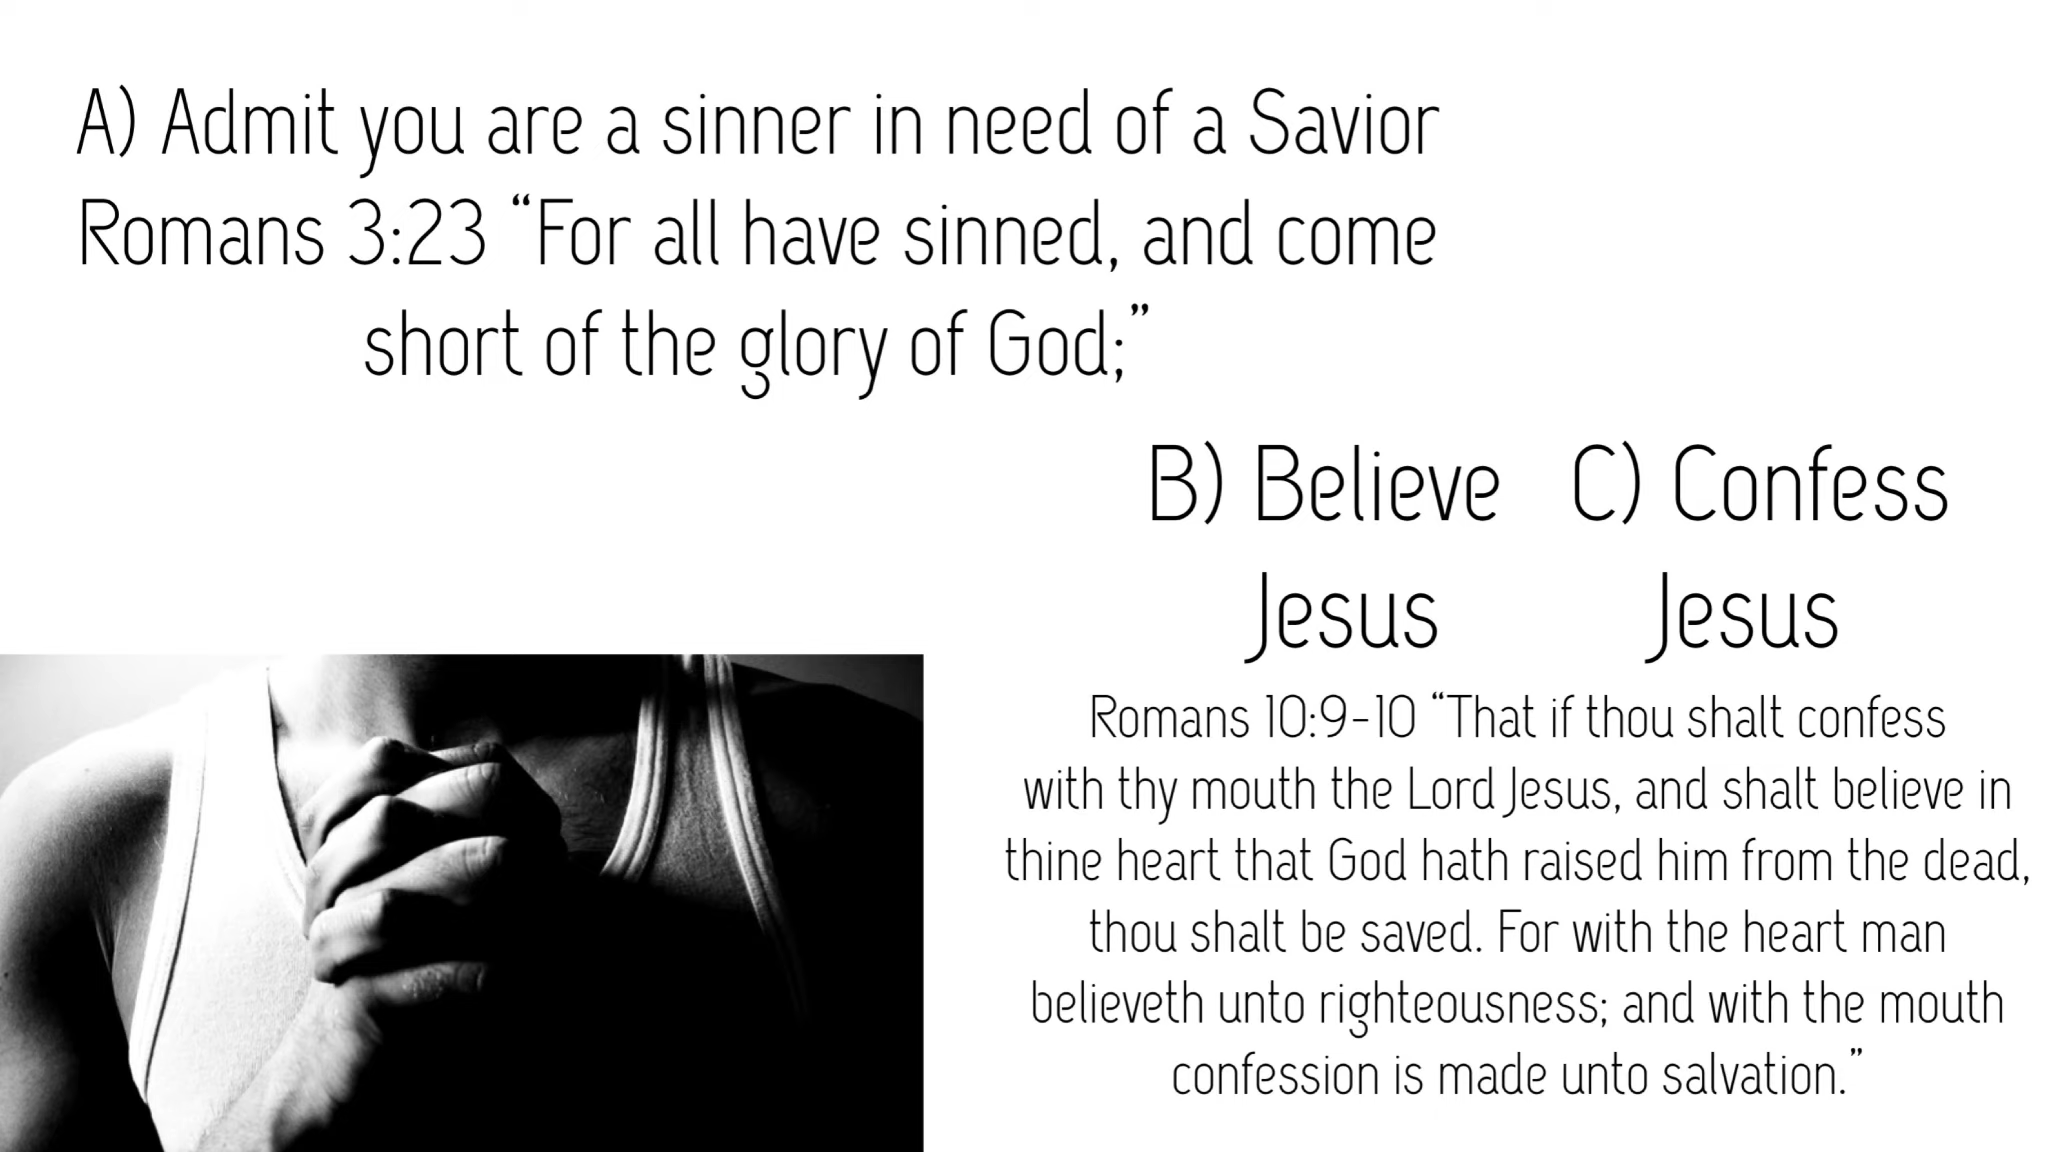 A) Admit you are a sinner in need of a Savior
Romans 3:23 “For all have sinned, and come
short of the glory of God;”
B) Believe
Jesus
C) Confess
Jesus
Romans 10:9-10 “That if thou shalt confess
with thy mouth the Lord Jesus, and shalt believe in
thine heart that God hath raised him from the dead,
thou shalt be saved. For with the heart man
believeth unto righteousness; and with the mouth
confession is made unto salvation.”